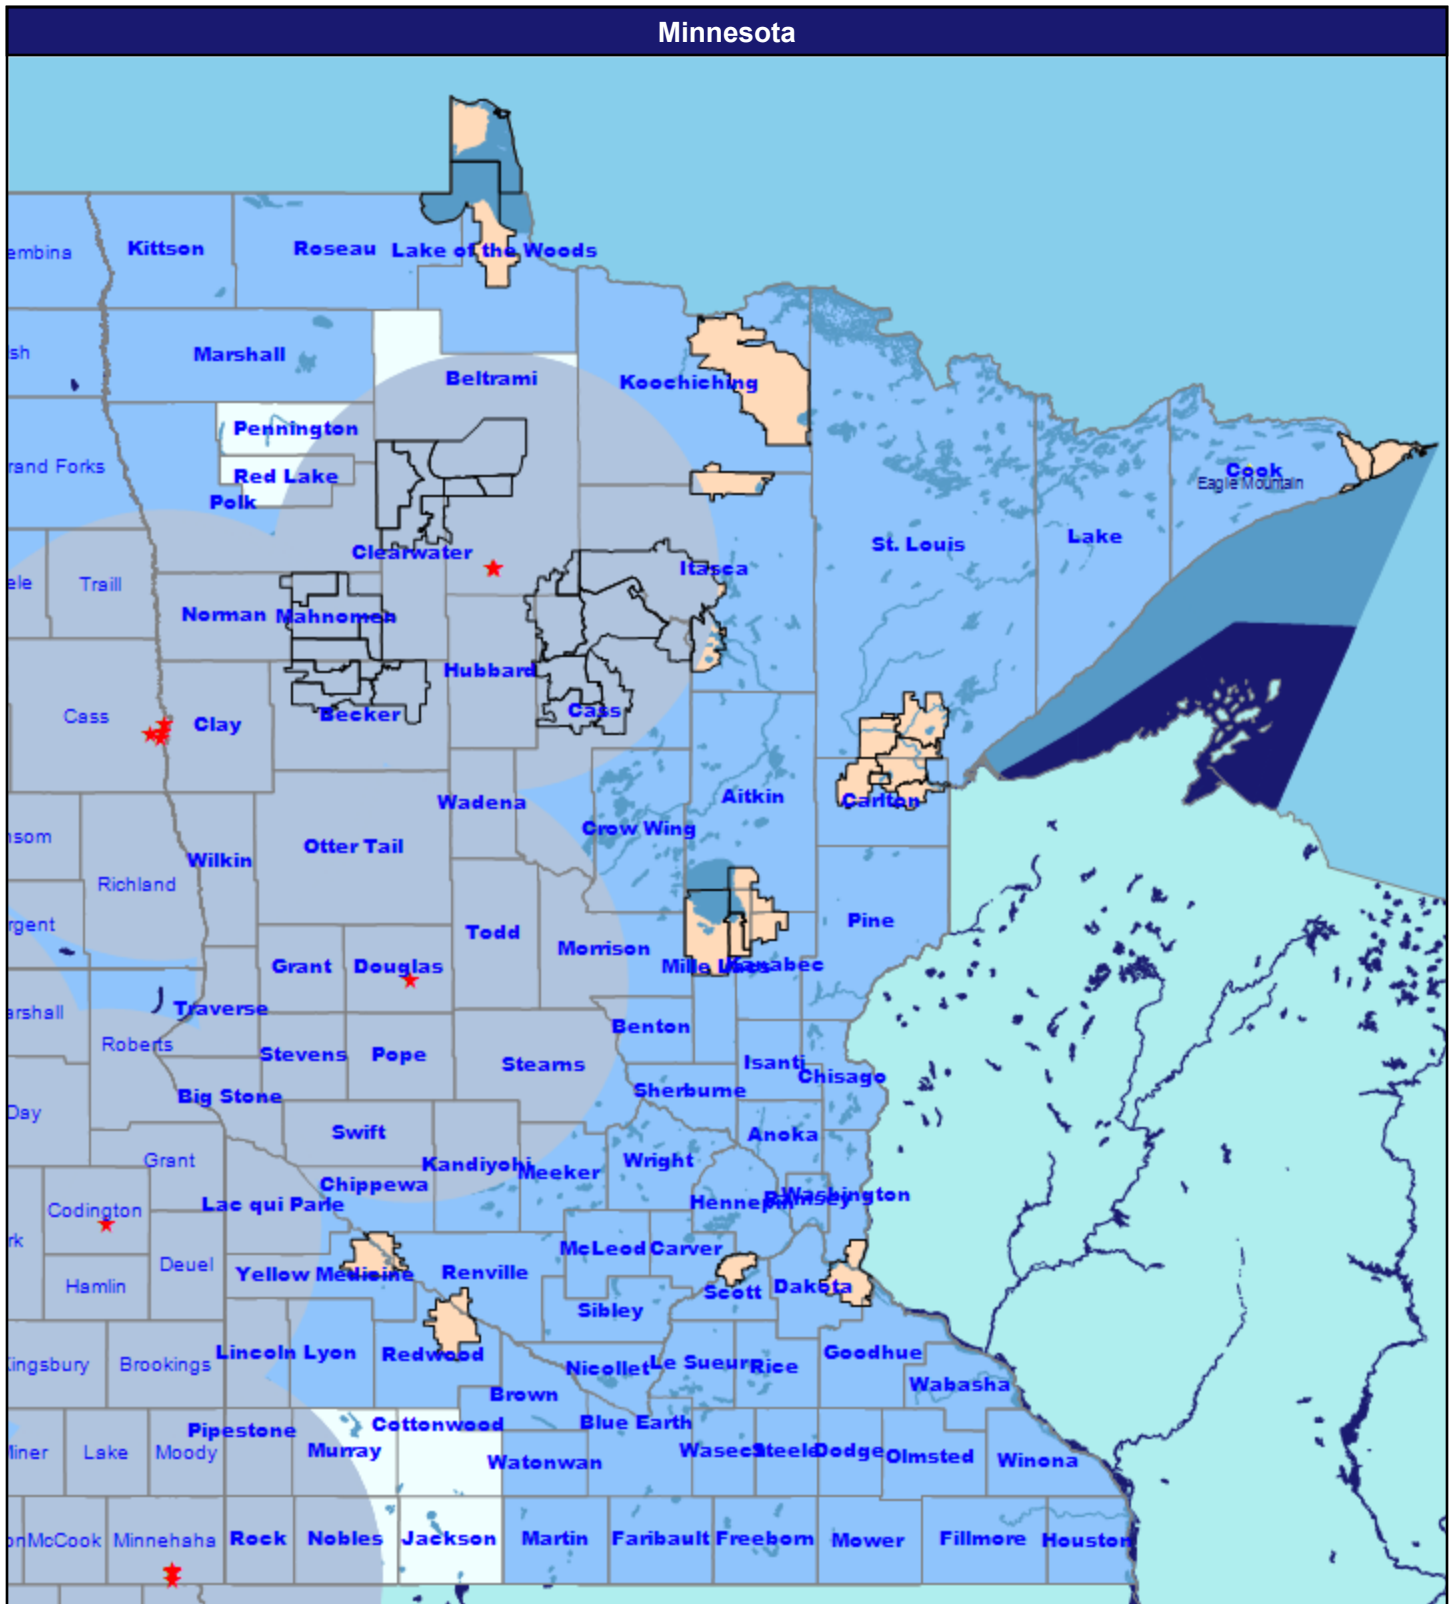 Minnesota
embina
Kittson
Roseau
Lake of the Woods
sh
Marshall
Beltrami
Koochiching
Pennington
rand Forks
Red Lake
Polk
Cook
Eagle Mountain
Clearwater
St. Louis
Lake
ele
Traill
Itasca
Norman
Mahnomen
Hubbard
Cass
Clay
Becker
Cass
Wadena
Aitkin
Carlton
nsom
Crow Wing
Wilkin
Otter Tail
Richland
rgent
Todd
Morrison
Pine
Grant
Douglas
Mille Lacs
Kanabec
arshall
Traverse
Benton
Roberts
Stevens
Pope
Stearns
Isanti
Chisago
Day
Big Stone
Sherburne
Swift
Anoka
Grant
Kandiyohi
Meeker
Wright
Chippewa
Codington
Lac qui Parle
Hennepin
Ramsey
Washington
rk
Deuel
McLeod
Carver
Hamlin
Yellow Medicine
Renville
Scott
Dakota
Sibley
Kingsbury
Brookings
Lincoln
Lyon
Redwood
Nicollet
Le Sueur
Rice
Goodhue
Brown
Wabasha
Pipestone
Cottonwood
Blue Earth
Miner
Lake
Moody
Murray
Watonwan
Waseca
Steele
Dodge
Olmsted
Winona
on
McCook
Minnehaha
Rock
Nobles
Jackson
Martin
Faribault
Freeborn
Mower
Fillmore
Houston